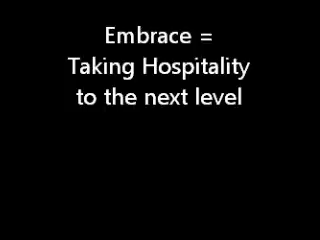 Embrace =
Taking Hospitality
to the next level